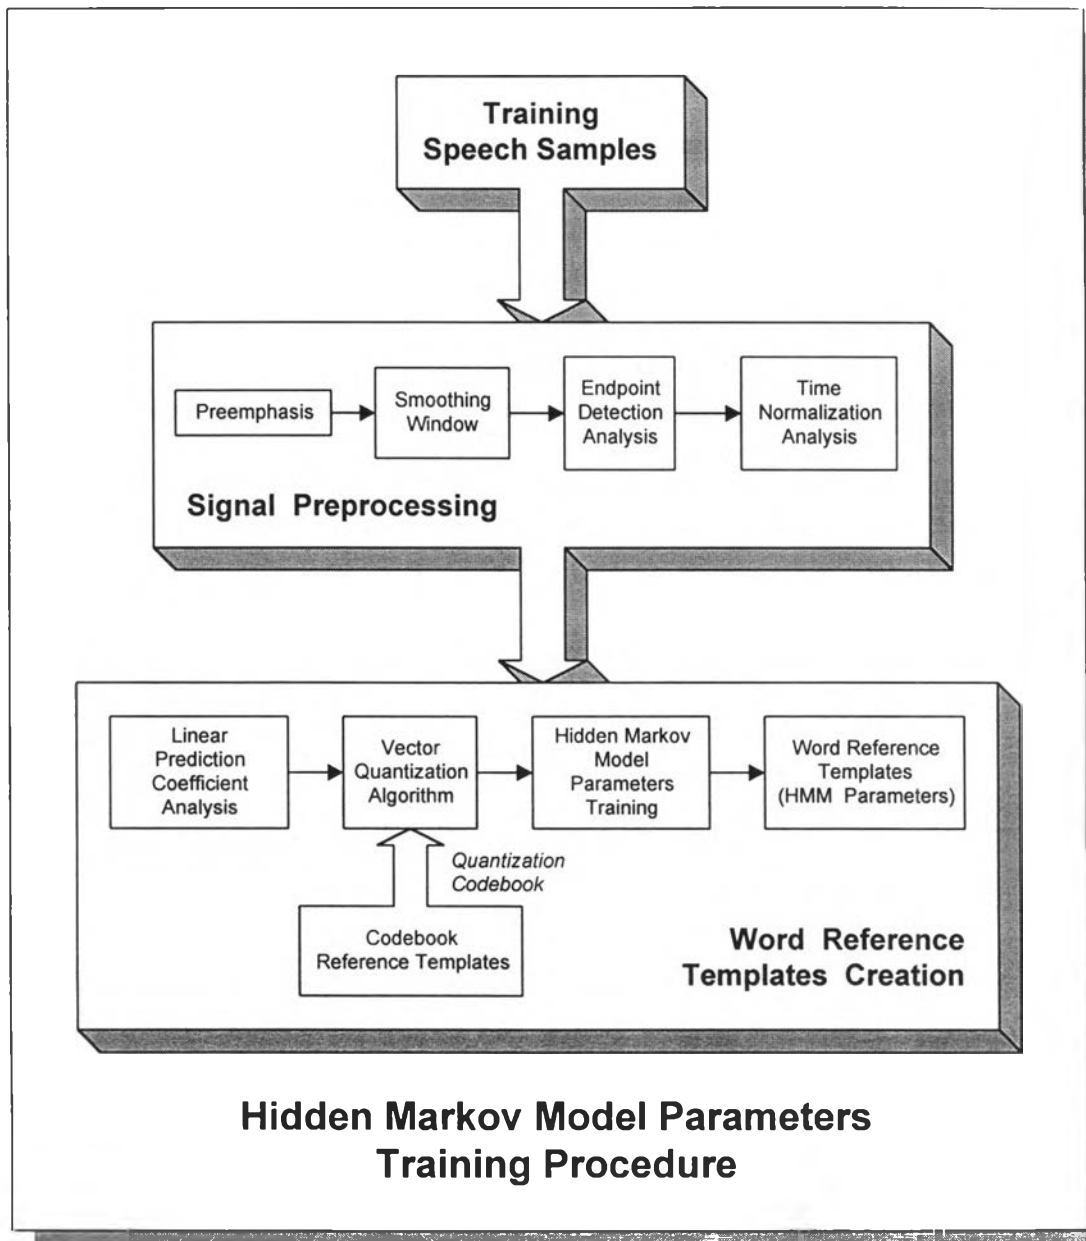 Training
Speech Samples
Preemphasis
Smoothing
Window
Endpoint
Detection
Analysis
Time
Normalization
Analysis
Signal Preprocessing
Linear
Prediction
Coefficient
Analysis
Vector
Quantization
Algorithm
Hidden Markov
Model
Parameters
Training
Word Reference
Templates
(HMM Parameters)
Quantization
Codebook
Codebook
Reference Templates
Word Reference
Templates Creation
Hidden Markov Model Parameters
Training Procedure